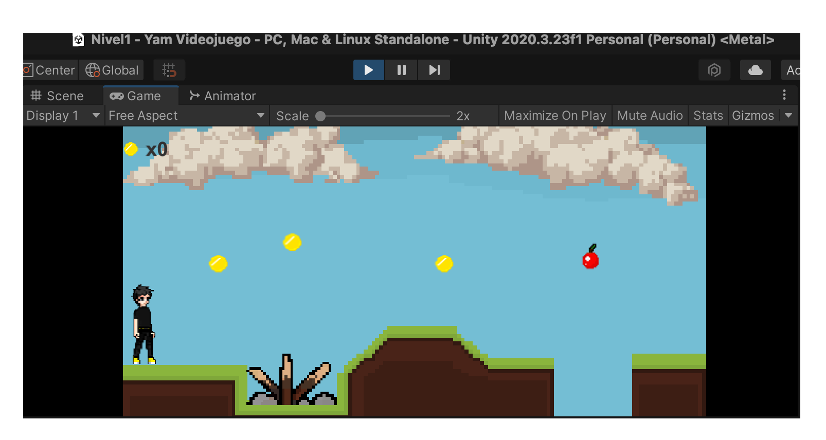 Nivel1 - Yam Videojuego - PC, Mac & Linux Standalone - Unity 2020.3.23f1 Personal (Personal) <Metal>
Center Global Ac
Scene Game Animator
Display 1 Free Aspect Scale 2x Maximize On Play Mute Audio Stats Gizmos
x0